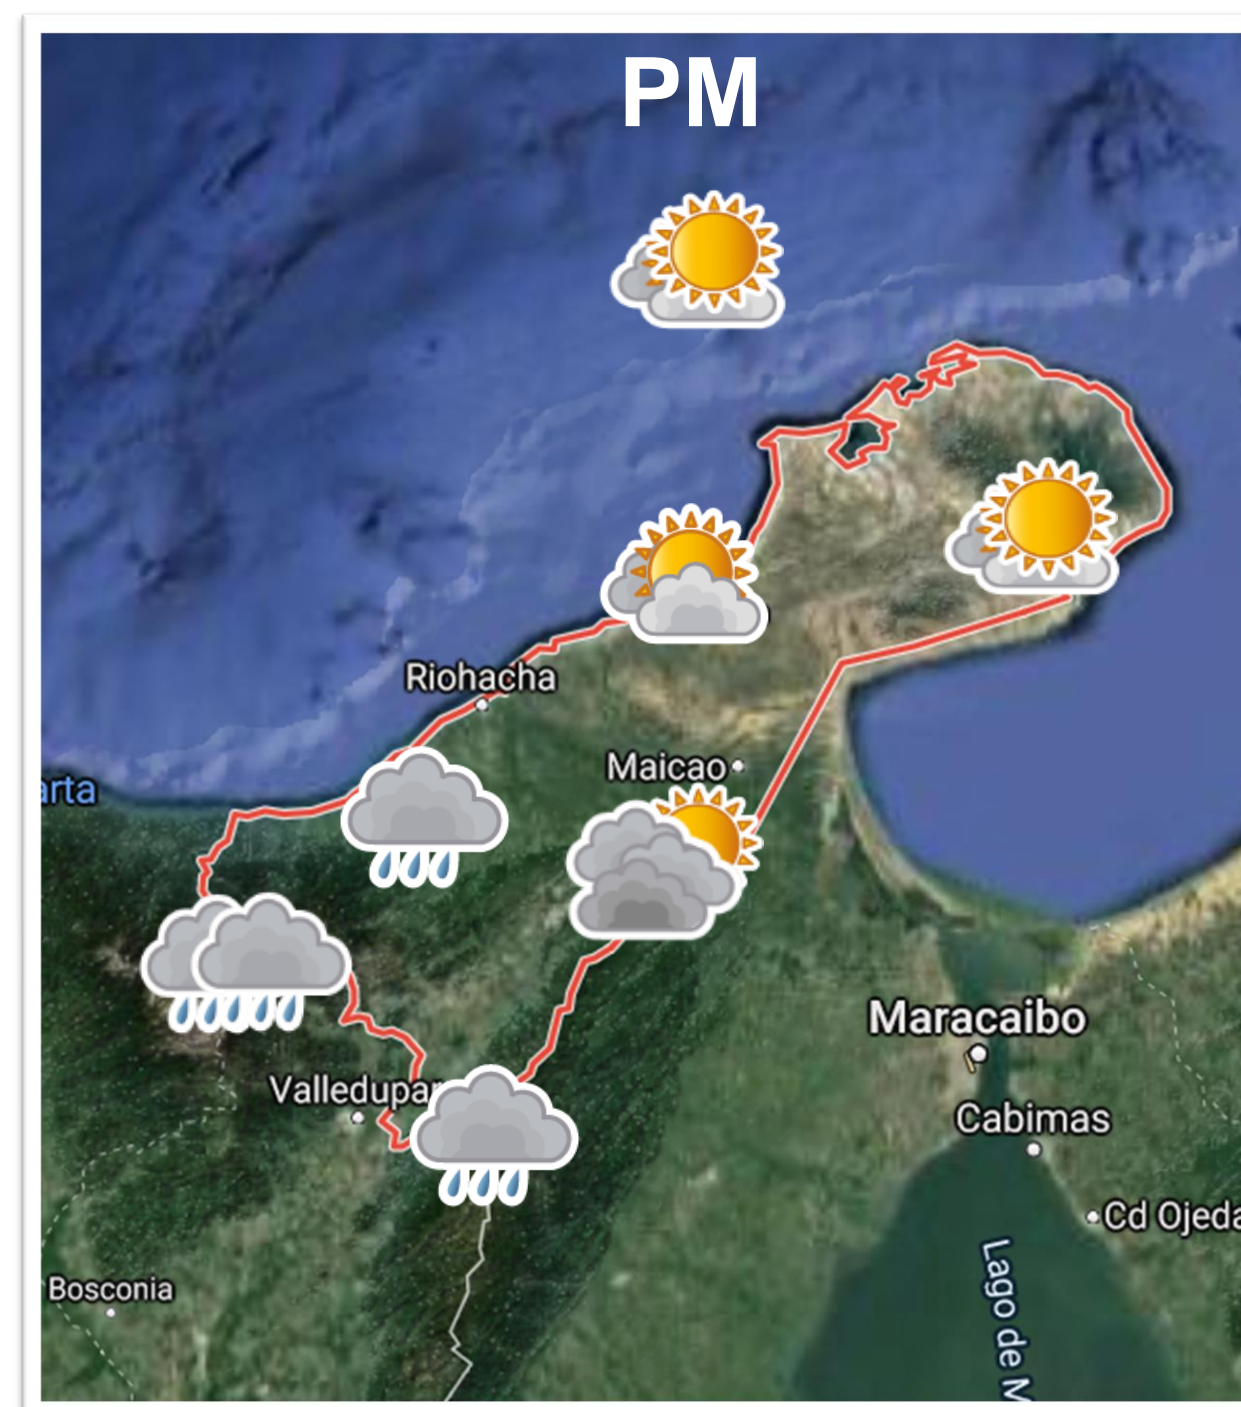 PM
Riohacha
Maicao
arta
Maracaibo
Valledupar
Cabimas
Cd Ojeda
Lago de M
Bosconia